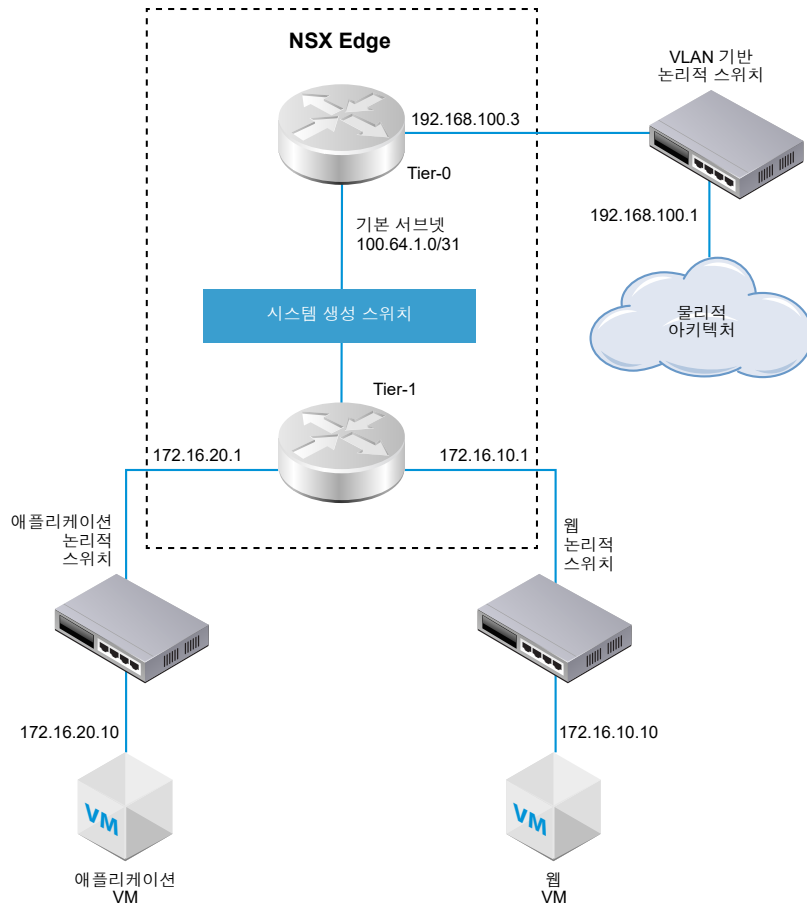 NSX Edge
VLAN 기반
논리적 스위치
192.168.100.3
Tier-0
192.168.100.1
기본 서브넷
100.64.1.0/31
시스템 생성 스위치
물리적
아키텍처
Tier-1
172.16.20.1
172.16.10.1
애플리케이션
논리적
스위치
웹
논리적
스위치
172.16.20.10
172.16.10.10
VM
VM
애플리케이션
VM
웹
VM